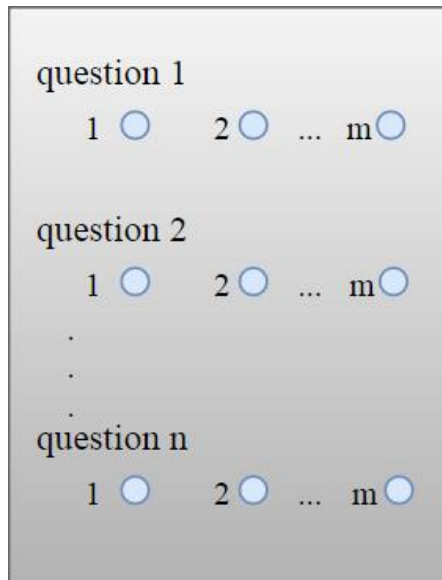 question 1
1 2 ... m
question 2
1 2 ... m
.
.
.
question n
1 2 ... m